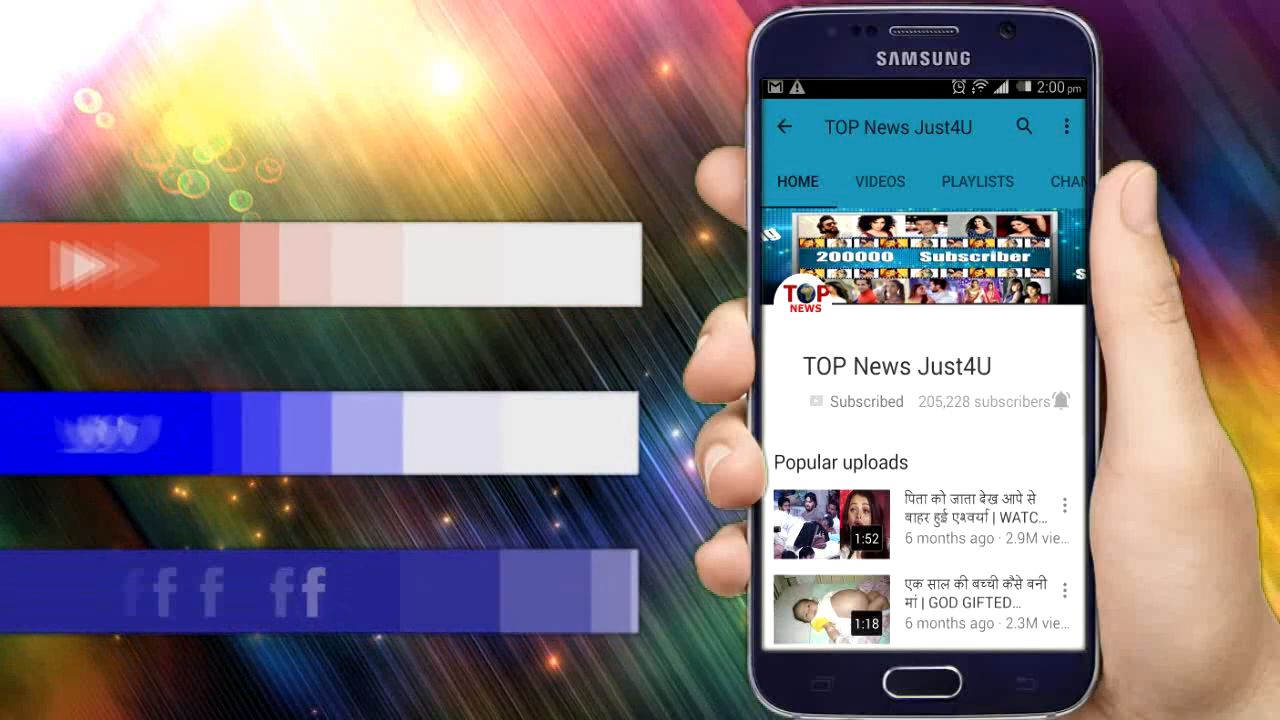 SAMSUNG
2:00 pm
TOP News Just4U
HOME VIDEOS PLAYLISTS CHAN
200000 Subscriber
TOP
NEWS
TOP News Just4U
Subscribed 205,228 subscribers
Popular uploads
पिता को जाता देख आपे से
बाहर हुई एश्वर्या | WATC...
6 months ago · 2.9M vie...
1:52
एक साल की बच्ची कैसे बनी
मां | GOD GIFTED...
6 months ago · 2.3M vie...
1:18
f f f f f